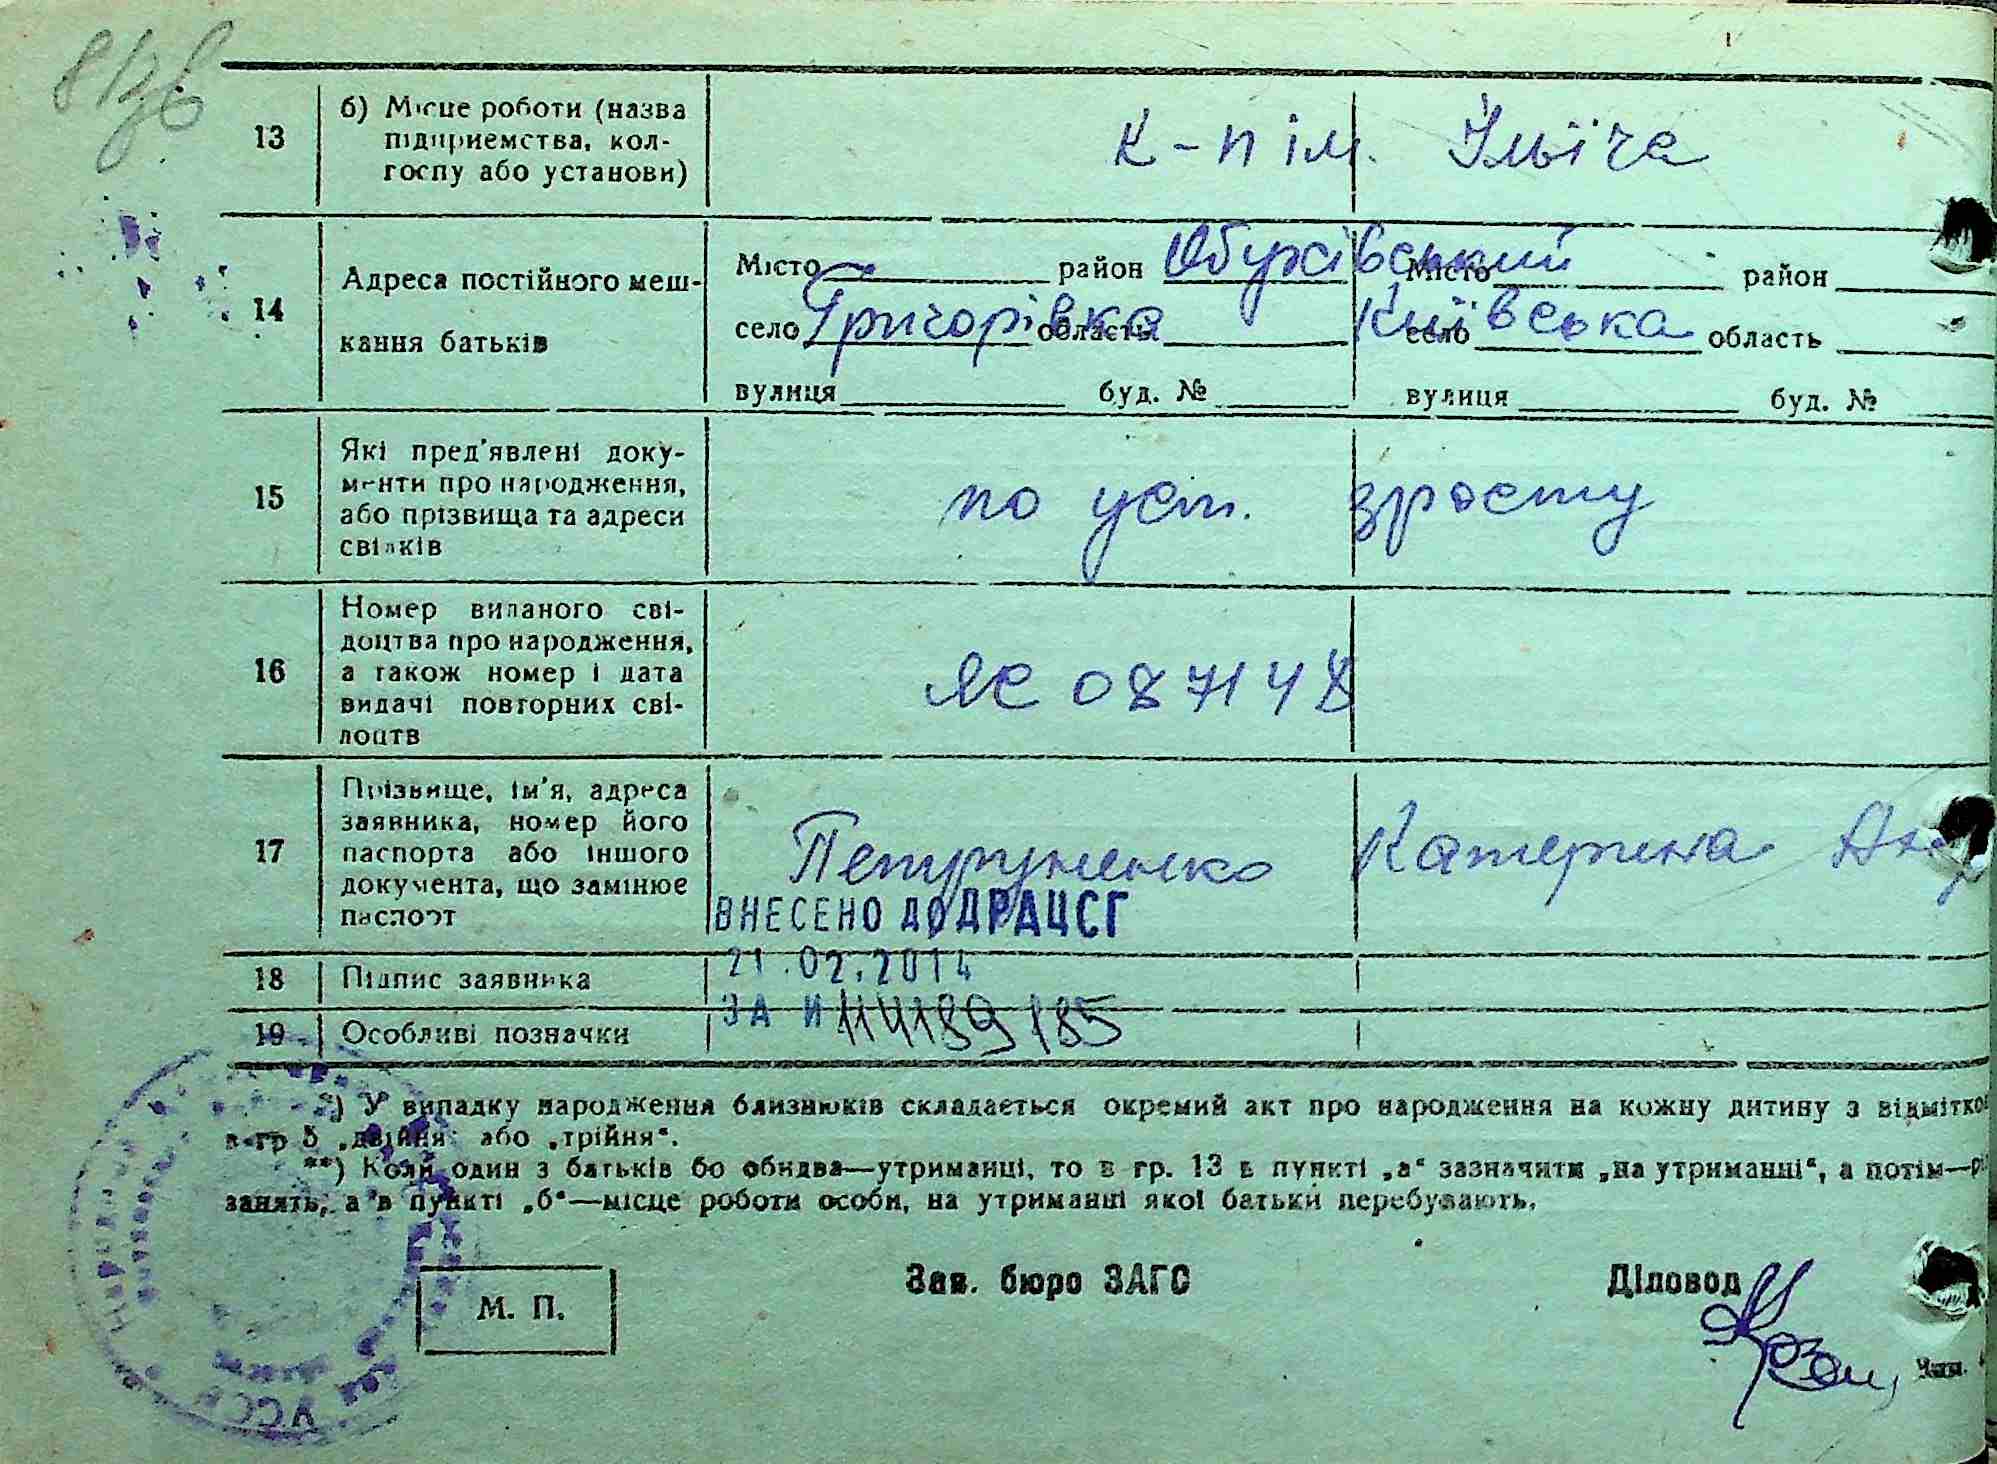 13
б) Місце роботи (назва
підприємства, кол-
госпу або установи)
к-п ім. Ільїча
14
Адреса постійного меш-
кання батьків
Місто район Обухівський
село Григорівка область Київська
вулиця буд. №
Місто район
село область
вулиця буд. №
15
Які пред'явлені доку-
менти про народження,
або прізвища та адреси
свідків
по уст. зросту
16
Номер виданого сві-
доцтва про народження,
а також номер і дата
видачі повторних сві-
доцтв
ЯС 087148
17
Прізвище, ім'я, адреса
заявника, номер його
паспорта або іншого
документа, що замінює
паспорт
Катерина
ВНЕСЕНО ДО ДРАЦСГ
18
Підпис заявника
21.02.2014
19
Особливі позначки
ЗА И 114189185
*) У випадку народження близнюків складається окремий акт про народження на кожну дитину з відмітко
в гр 5 „двійня" або „трійня".
**) Коли один з батьків бо обидва—утриманці, то в гр. 13 в пункті „а" зазначити „на утриманні", а потім—р
занять, а в пункті „б"—місце роботи особи, на утриманні якої батьки перебувають.
Зав. бюро ЗАГС
Діловод
М. П.
УССР